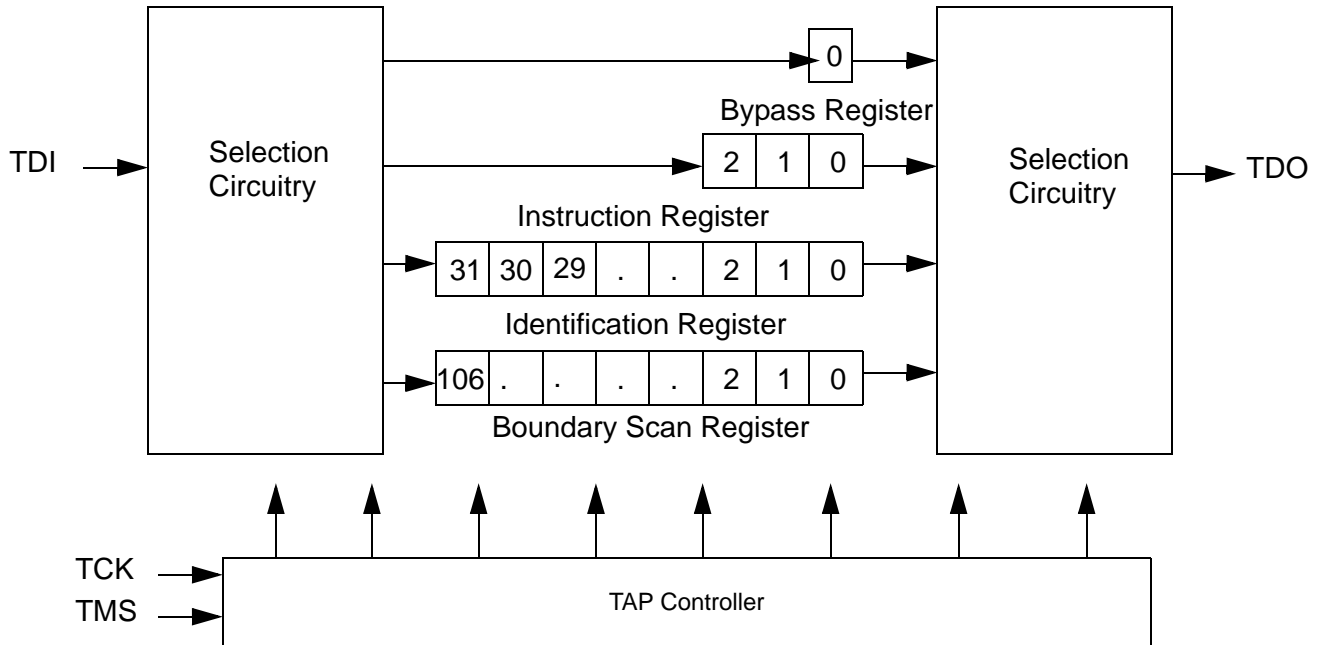 0
Bypass Register
TDI
Selection
Circuitry
2 1 0
Selection
Circuitry
TDO
Instruction Register
31 30 29 . . 2 1 0
Identification Register
106 . . . . 2 1 0
Boundary Scan Register
TCK
TMS
TAP Controller